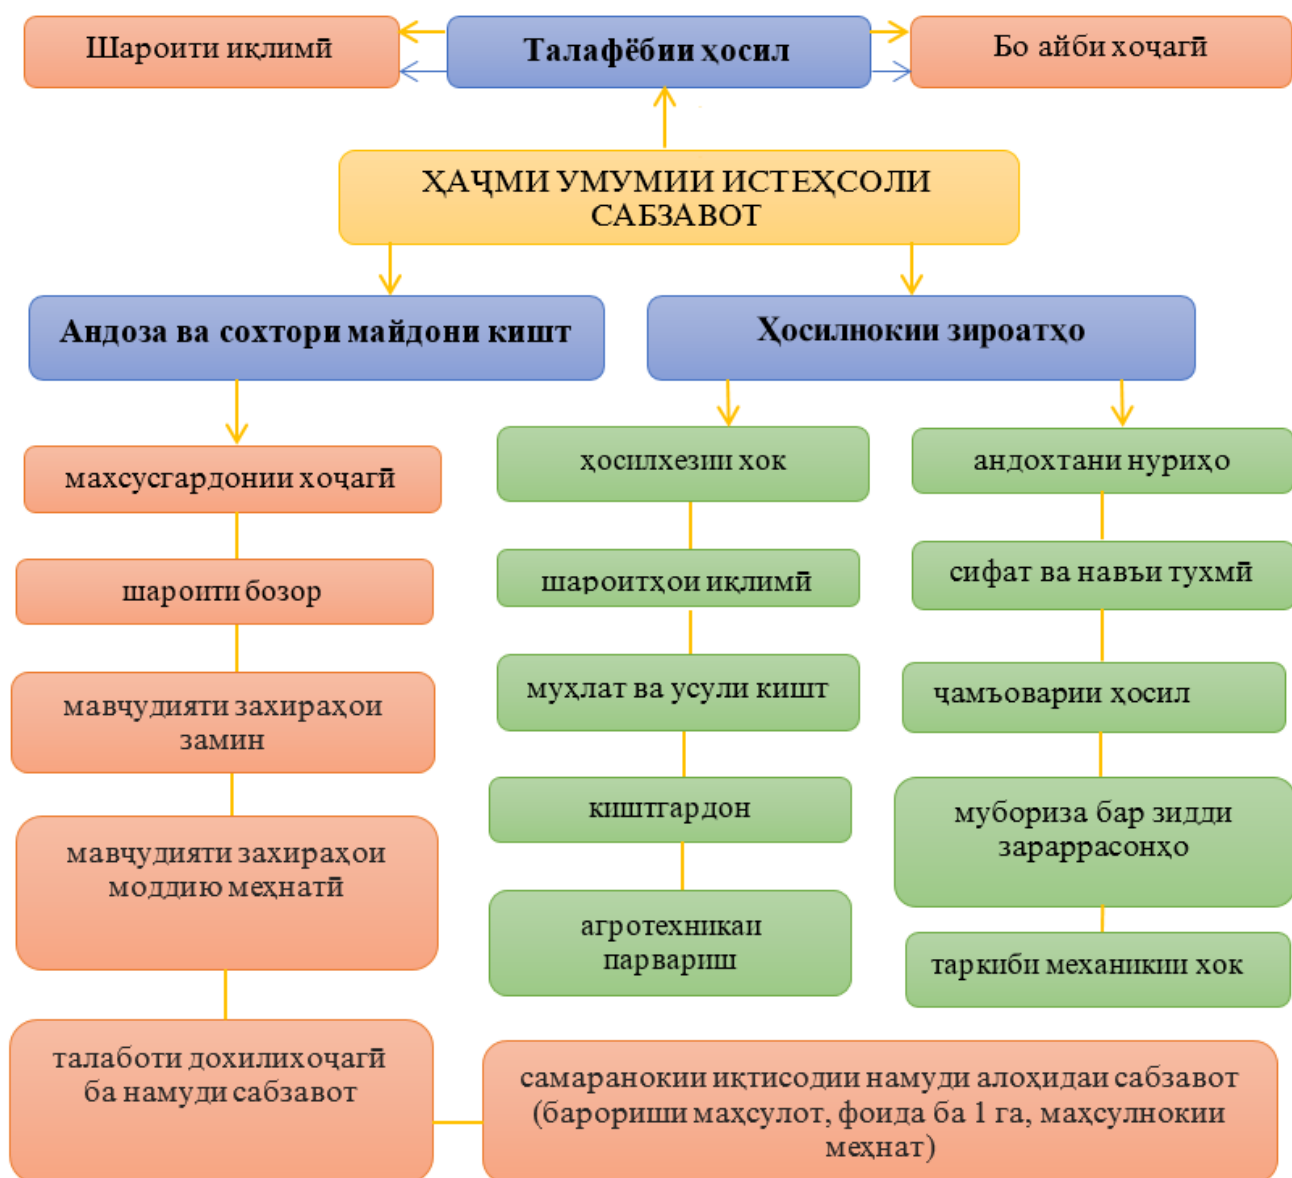 Шароити иқлимӣ
Талафёбии ҳосил
Бо айби хоҷагӣ
ҲАҶМИ УМУМИИ ИСТЕҲСОЛИ
САБЗАВОТ
Андоза ва сохтори майдони кишт
Ҳосилнокии зироатҳо
махсусгардонии хоҷагӣ
шароити бозор
мавҷудияти захираҳои
замин
мавҷудияти захираҳои
моддию меҳнатӣ
талаботи дохилихоҷагӣ
ба намуди сабзавот
самаранокии иқтисодии намуди алоҳидаи сабзавот
(барориши маҳсулот, фоида ба 1 га, маҳсулнокии
меҳнат)
ҳосилхезии хок
шароитҳои иқлимӣ
муҳлат ва усули кишт
киштгардон
агротехникаи
парвариш
андохтани нуриҳо
сифат ва навъи тухмӣ
ҷамъоварии ҳосил
мубориза бар зидди
зараррасонҳо
таркиби механикии хок